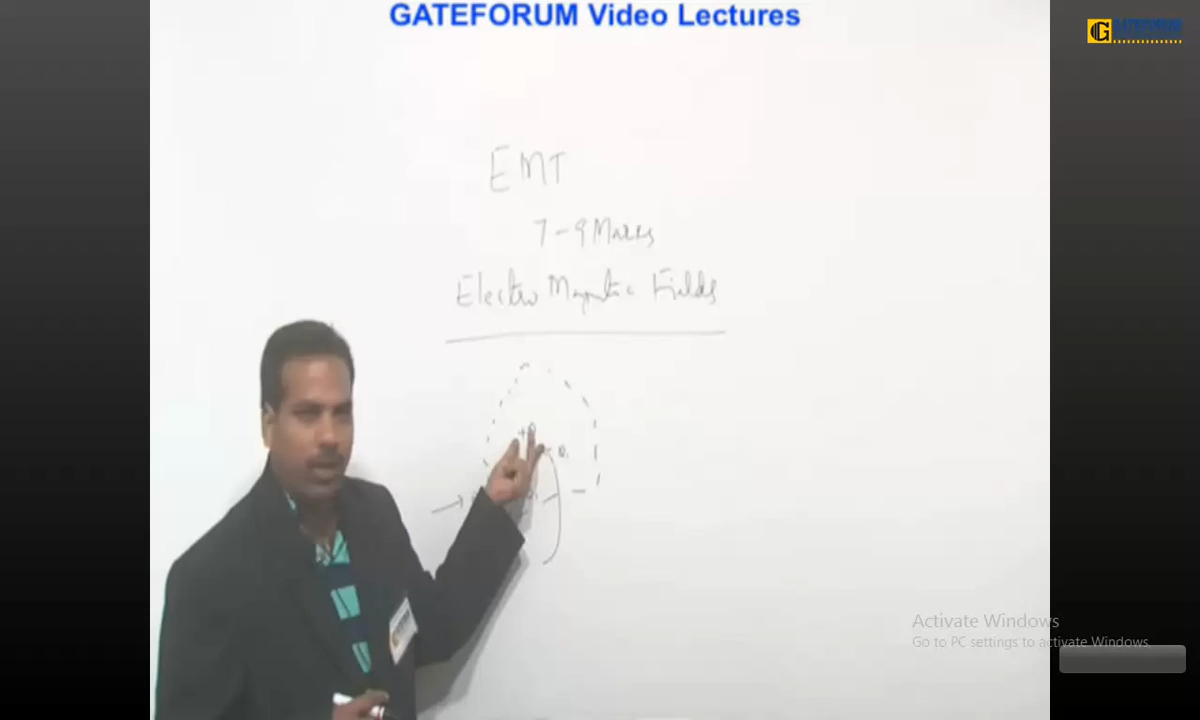 GATEFORUM Video Lectures
G GATEFORUM
EMT
7-9 Marks
Electro Magnetic Fields
+Q
Activate Windows
Go to PC settings to activate Windows.